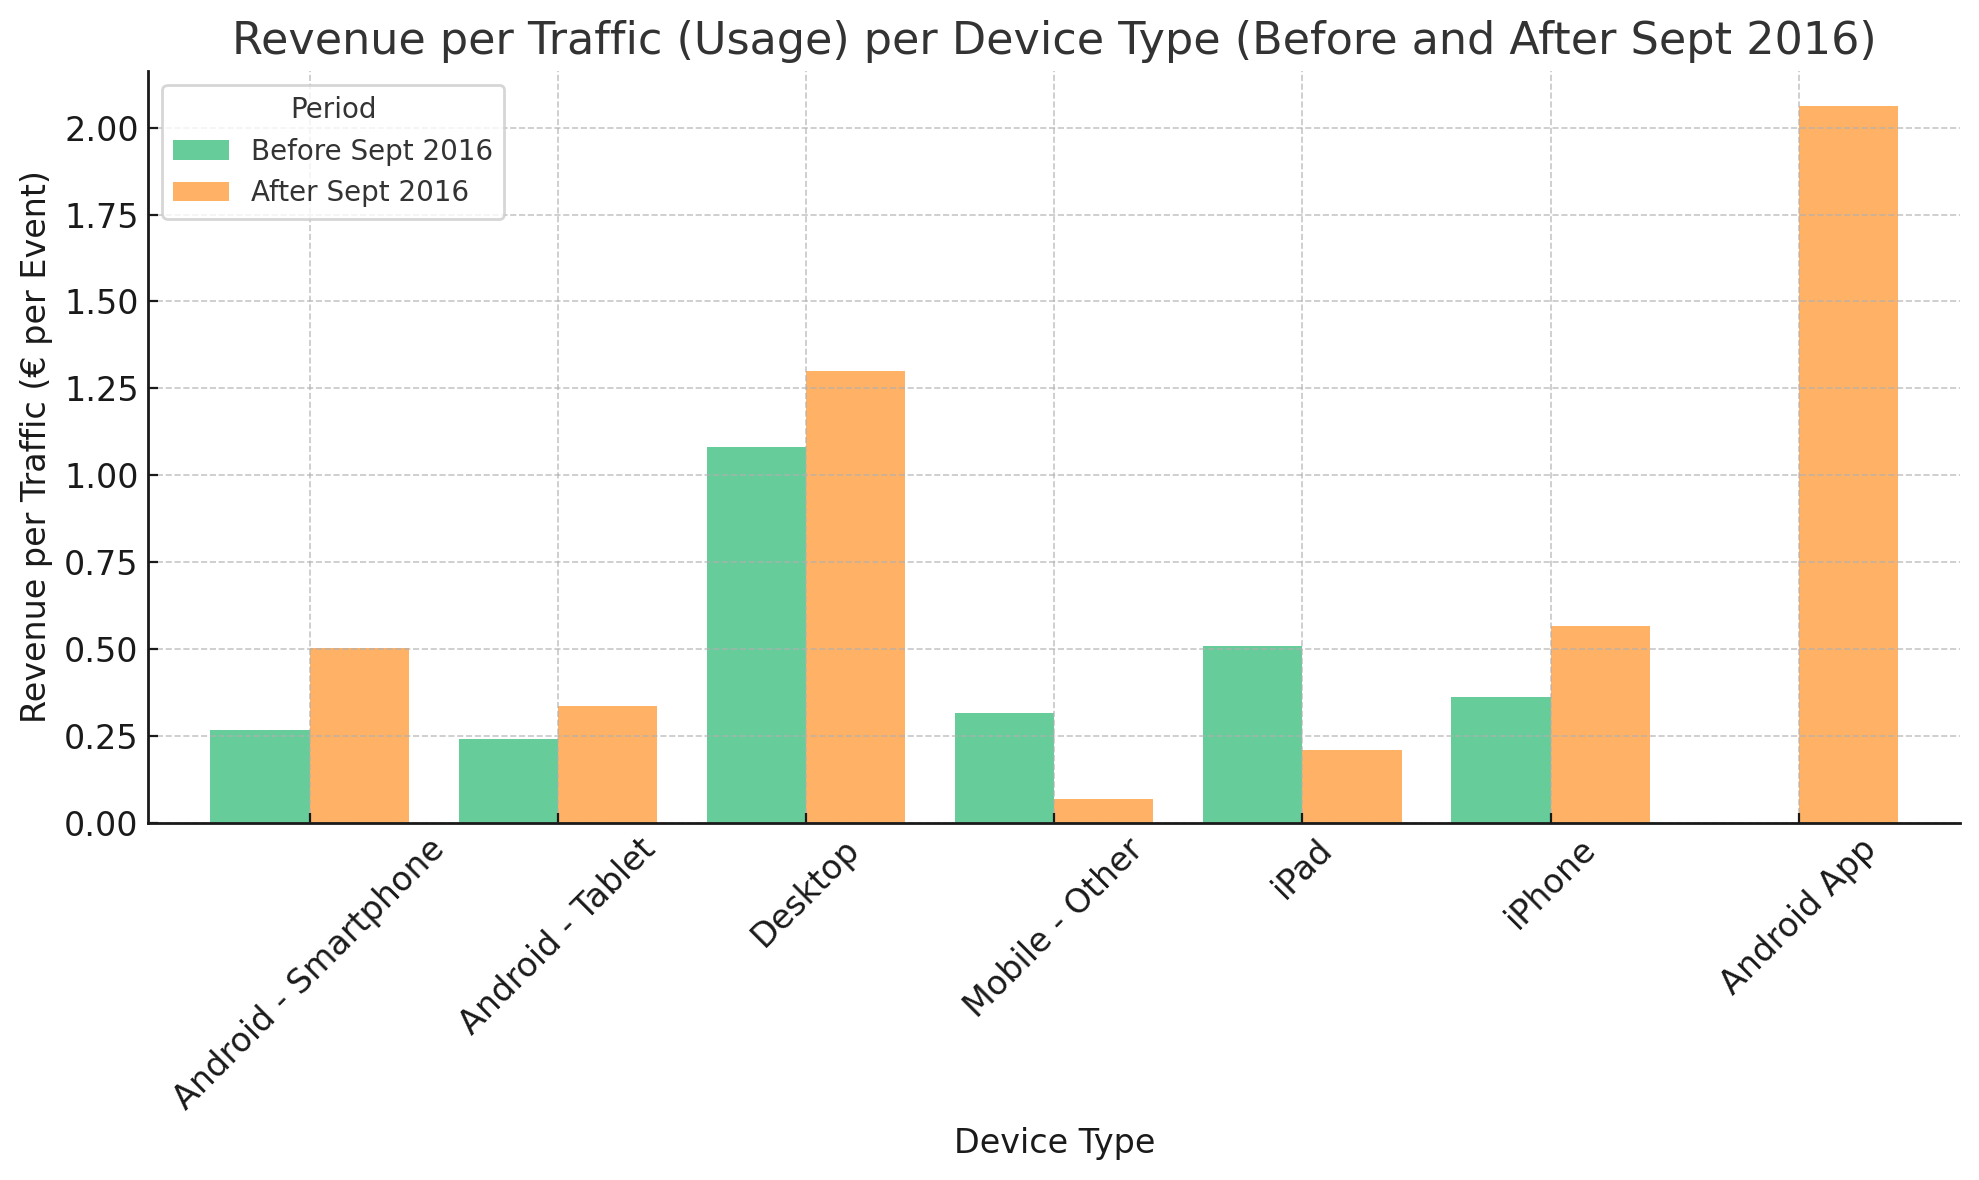 Revenue per Traffic (Usage) per Device Type (Before and After Sept 2016)
Period
Before Sept 2016
After Sept 2016
Revenue per Traffic (€ per Event)
2.00
1.75
1.50
1.25
1.00
0.75
0.50
0.25
0.00
Android - Smartphone
Android - Tablet
Desktop
Mobile - Other
iPad
iPhone
Android App
Device Type